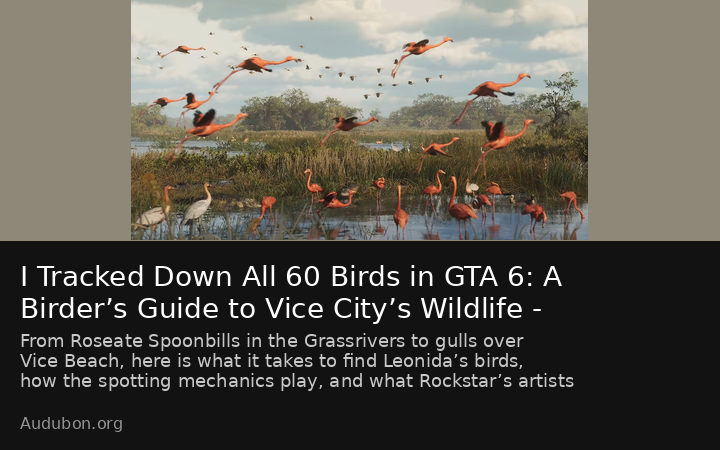 I Tracked Down All 60 Birds in GTA 6: A
Birder’s Guide to Vice City’s Wildlife -
From Roseate Spoonbills in the Grassrivers to gulls over
Vice Beach, here is what it takes to find Leonida’s birds,
how the spotting mechanics play, and what Rockstar’s artists
Audubon.org